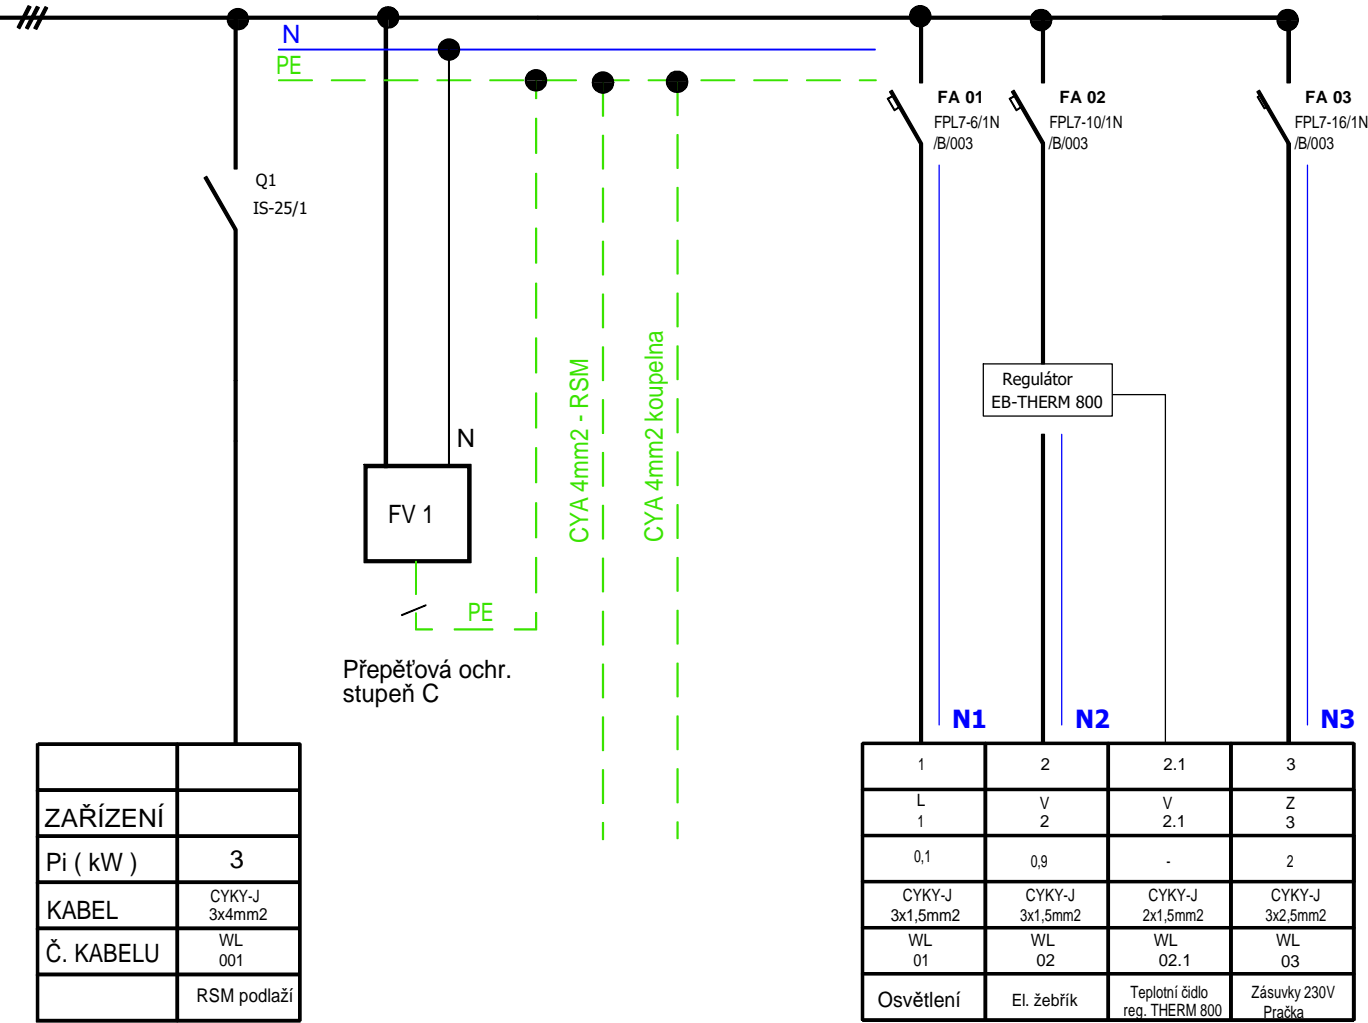 N
PE
Q1
IS-25/1
FA 01
FPL7-6/1N
/B/003
FA 02
FPL7-10/1N
/B/003
FA 03
FPL7-16/1N
/B/003
Regulátor
EB-THERM 800
CYA 4mm2 - RSM
CYA 4mm2 koupelna
N
FV 1
PE
Přepěťová ochr.
stupeň C
N1
N2
N3
ZAŘÍZENÍ
Pi ( kW )
3
KABEL
CYKY-J
3x4mm2
Č. KABELU
WL
001
RSM podlaží
1
2
2.1
3
L
1
V
2
V
2.1
Z
3
0,1
0,9
-
2
CYKY-J
3x1,5mm2
CYKY-J
3x1,5mm2
CYKY-J
2x1,5mm2
CYKY-J
3x2,5mm2
WL
01
WL
02
WL
02.1
WL
03
Osvětlení
El. žebřík
Teplotní čidlo
reg. THERM 800
Zásuvky 230V
Pračka